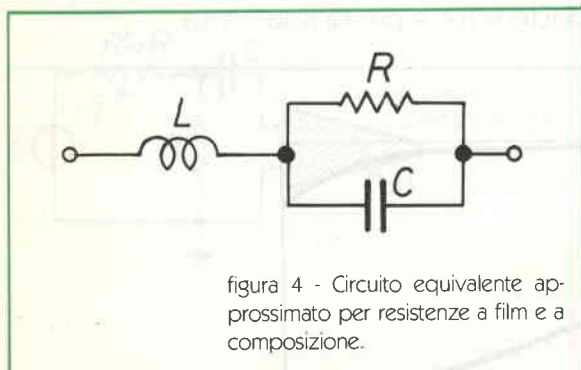 R
L
C
figura 4 - Circuito equivalente ap-
prossimato per resistenze a film e a
composizione.